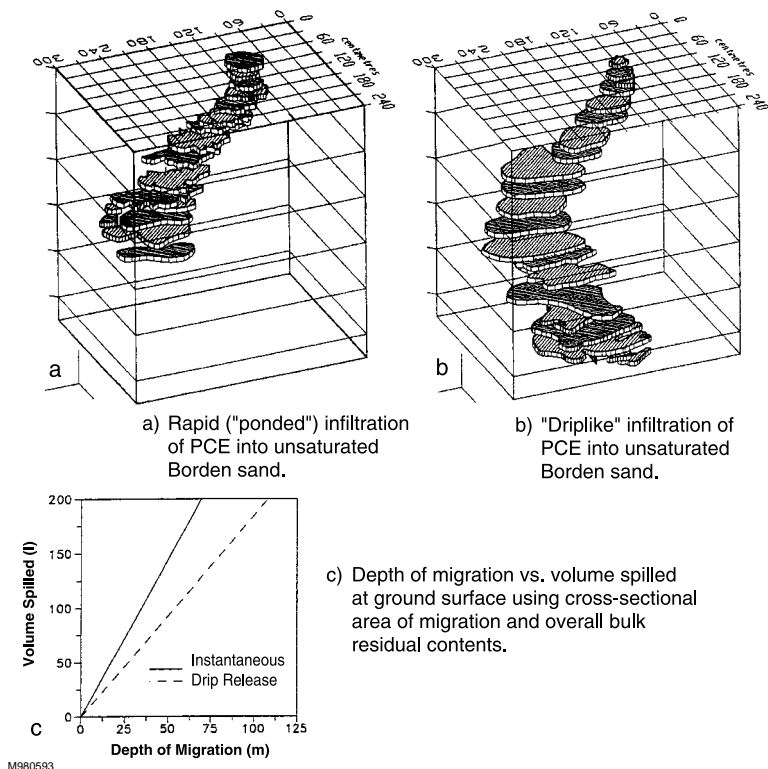 300 240 180 120 60 0
0 60 120 180 240
centimetres
a
300 240 180 120 60 0
0 60 120 180 240
centimetres
b
a) Rapid ("ponded") infiltration
of PCE into unsaturated
Borden sand.
b) "Driplike" infiltration of
PCE into unsaturated
Borden sand.
Volume Spilled (l)
200
150
100
50
0
Instantaneous
Drip Release
c
0 25 50 75 100 125
Depth of Migration (m)
c) Depth of migration vs. volume spilled
at ground surface using cross-sectional
area of migration and overall bulk
residual contents.
M980593